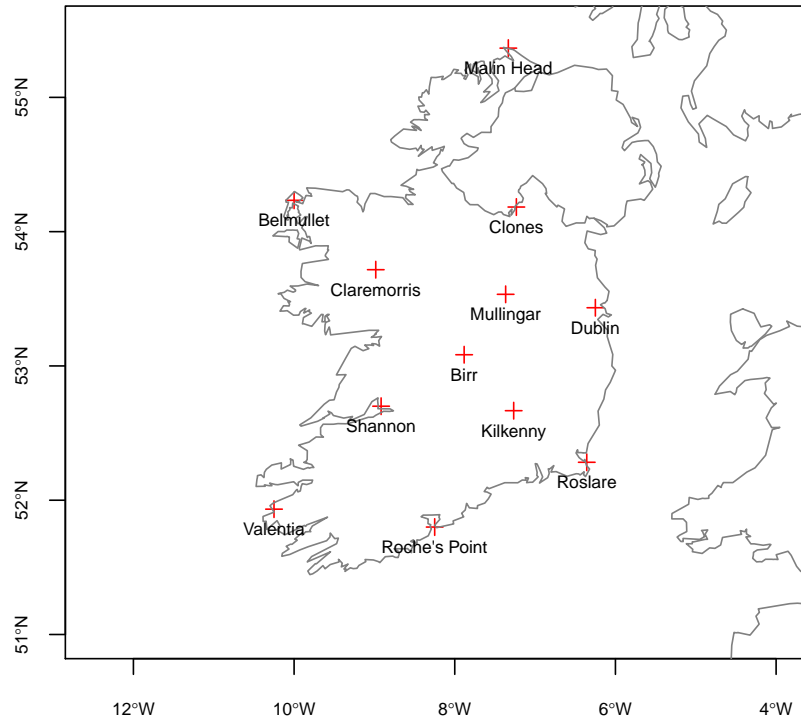 Malin Head
55°N
Belmullet
Clones
54°N
Claremorris
Mullingar
Dublin
53°N
Birr
Shannon
Kilkenny
Roslare
52°N
Valentia
Roche's Point
51°N
12°W 10°W 8°W 6°W 4°W